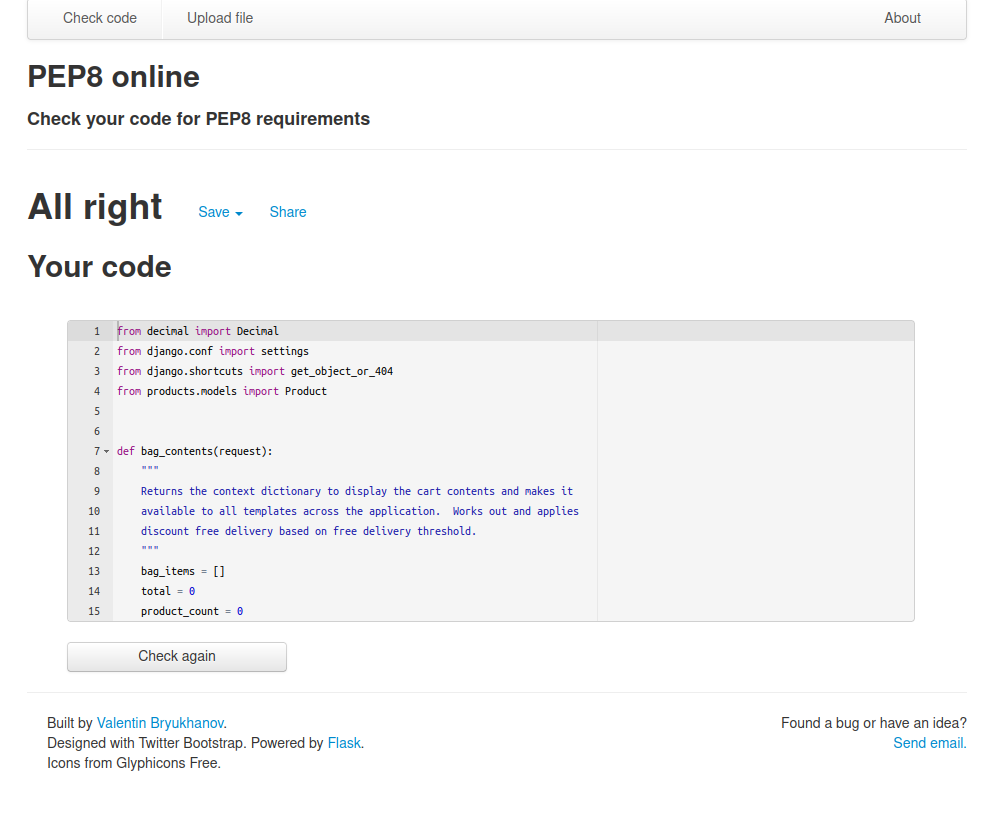 Check code Upload file About
PEP8 online
Check your code for PEP8 requirements
All right Save Share
Your code
1 from decimal import Decimal
2 from django.conf import settings
3 from django.shortcuts import get_object_or_404
4 from products.models import Product
5
6
7 def bag_contents(request):
8 """
9 Returns the context dictionary to display the cart contents and makes it
10 available to all templates across the application.  Works out and applies
11 discount free delivery based on free delivery threshold.
12 """
13 bag_items = []
14 total = 0
15 product_count = 0
Check again
Built by Valentin Bryukhanov. Found a bug or have an idea?
Designed with Twitter Bootstrap. Powered by Flask. Send email.
Icons from Glyphicons Free.